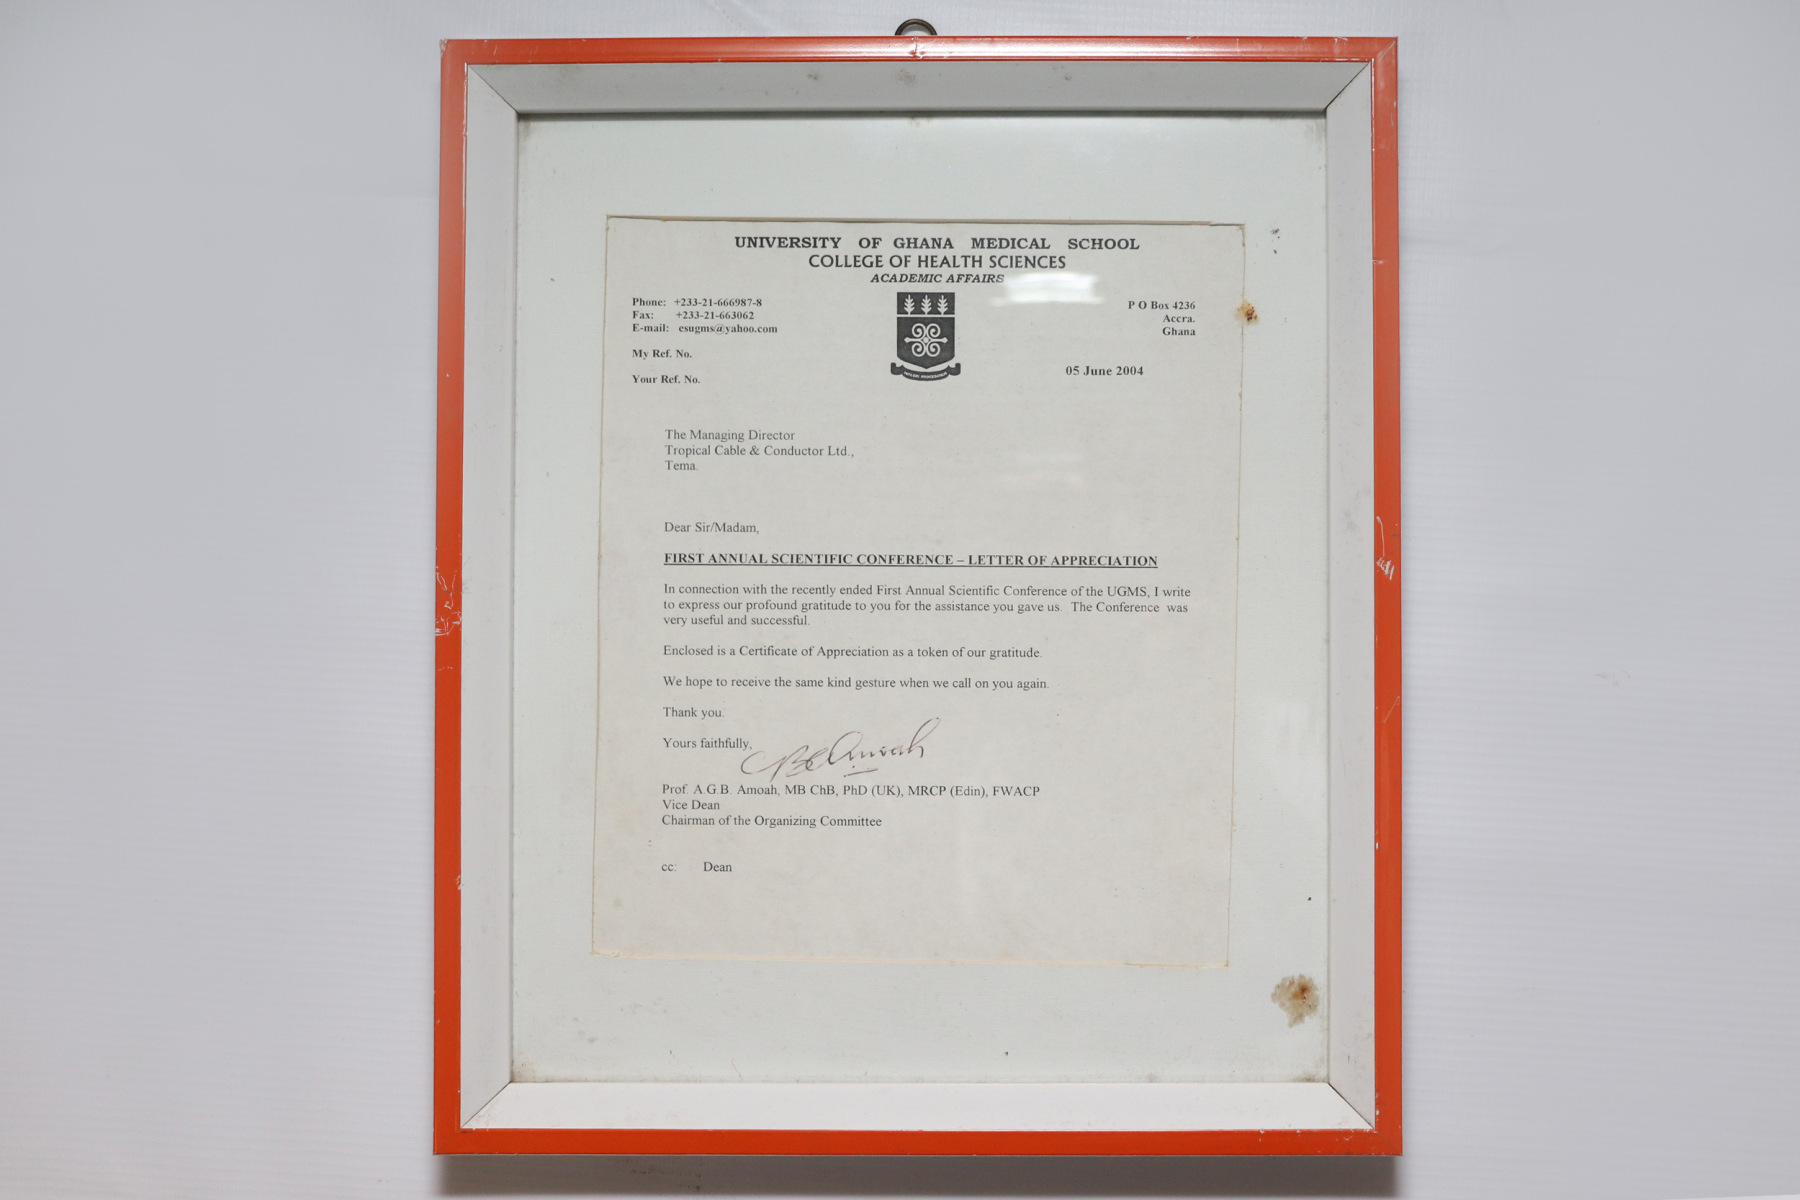 UNIVERSITY OF GHANA MEDICAL SCHOOL
COLLEGE OF HEALTH SCIENCES
ACADEMIC AFFAIRS
Phone: +233-21-666987-8
Fax: +233-21-663062
E-mail: esugms@yahoo.com
My Ref. No.
Your Ref. No.
P O Box 4236
Accra.
Ghana
05 June 2004
The Managing Director
Tropical Cable & Conductor Ltd.,
Tema.
Dear Sir/Madam,
FIRST ANNUAL SCIENTIFIC CONFERENCE – LETTER OF APPRECIATION
In connection with the recently ended First Annual Scientific Conference of the UGMS, I write
to express our profound gratitude to you for the assistance you gave us. The Conference was
very useful and successful.
Enclosed is a Certificate of Appreciation as a token of our gratitude.
We hope to receive the same kind gesture when we call on you again.
Thank you.
Yours faithfully,
Prof. A.G.B. Amoah, MB ChB, PhD (UK), MRCP (Edin), FWACP
Vice Dean
Chairman of the Organizing Committee
cc: Dean